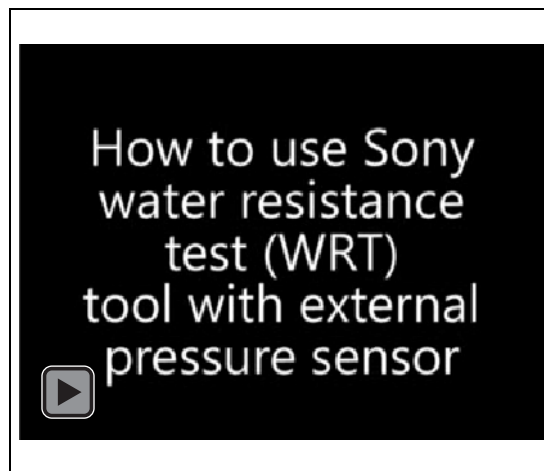 How to use Sony
water resistance
test (WRT)
tool with external
pressure sensor